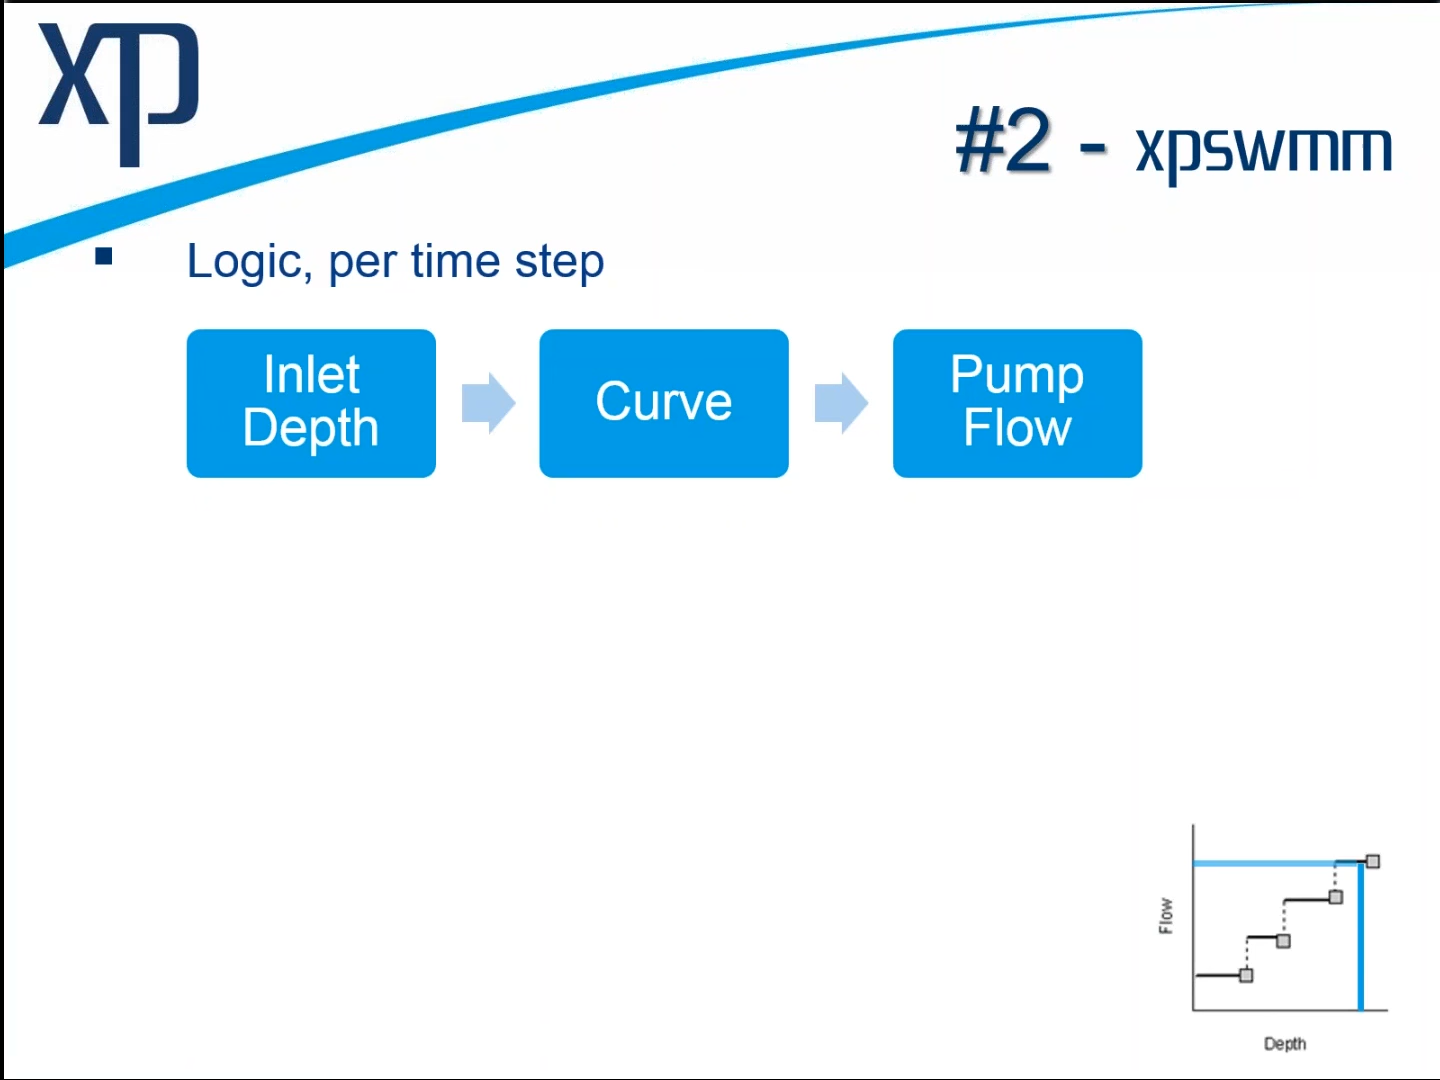 xp
#2 - xpswmm
Logic, per time step
Inlet
Depth
Curve
Pump
Flow
Flow
Depth